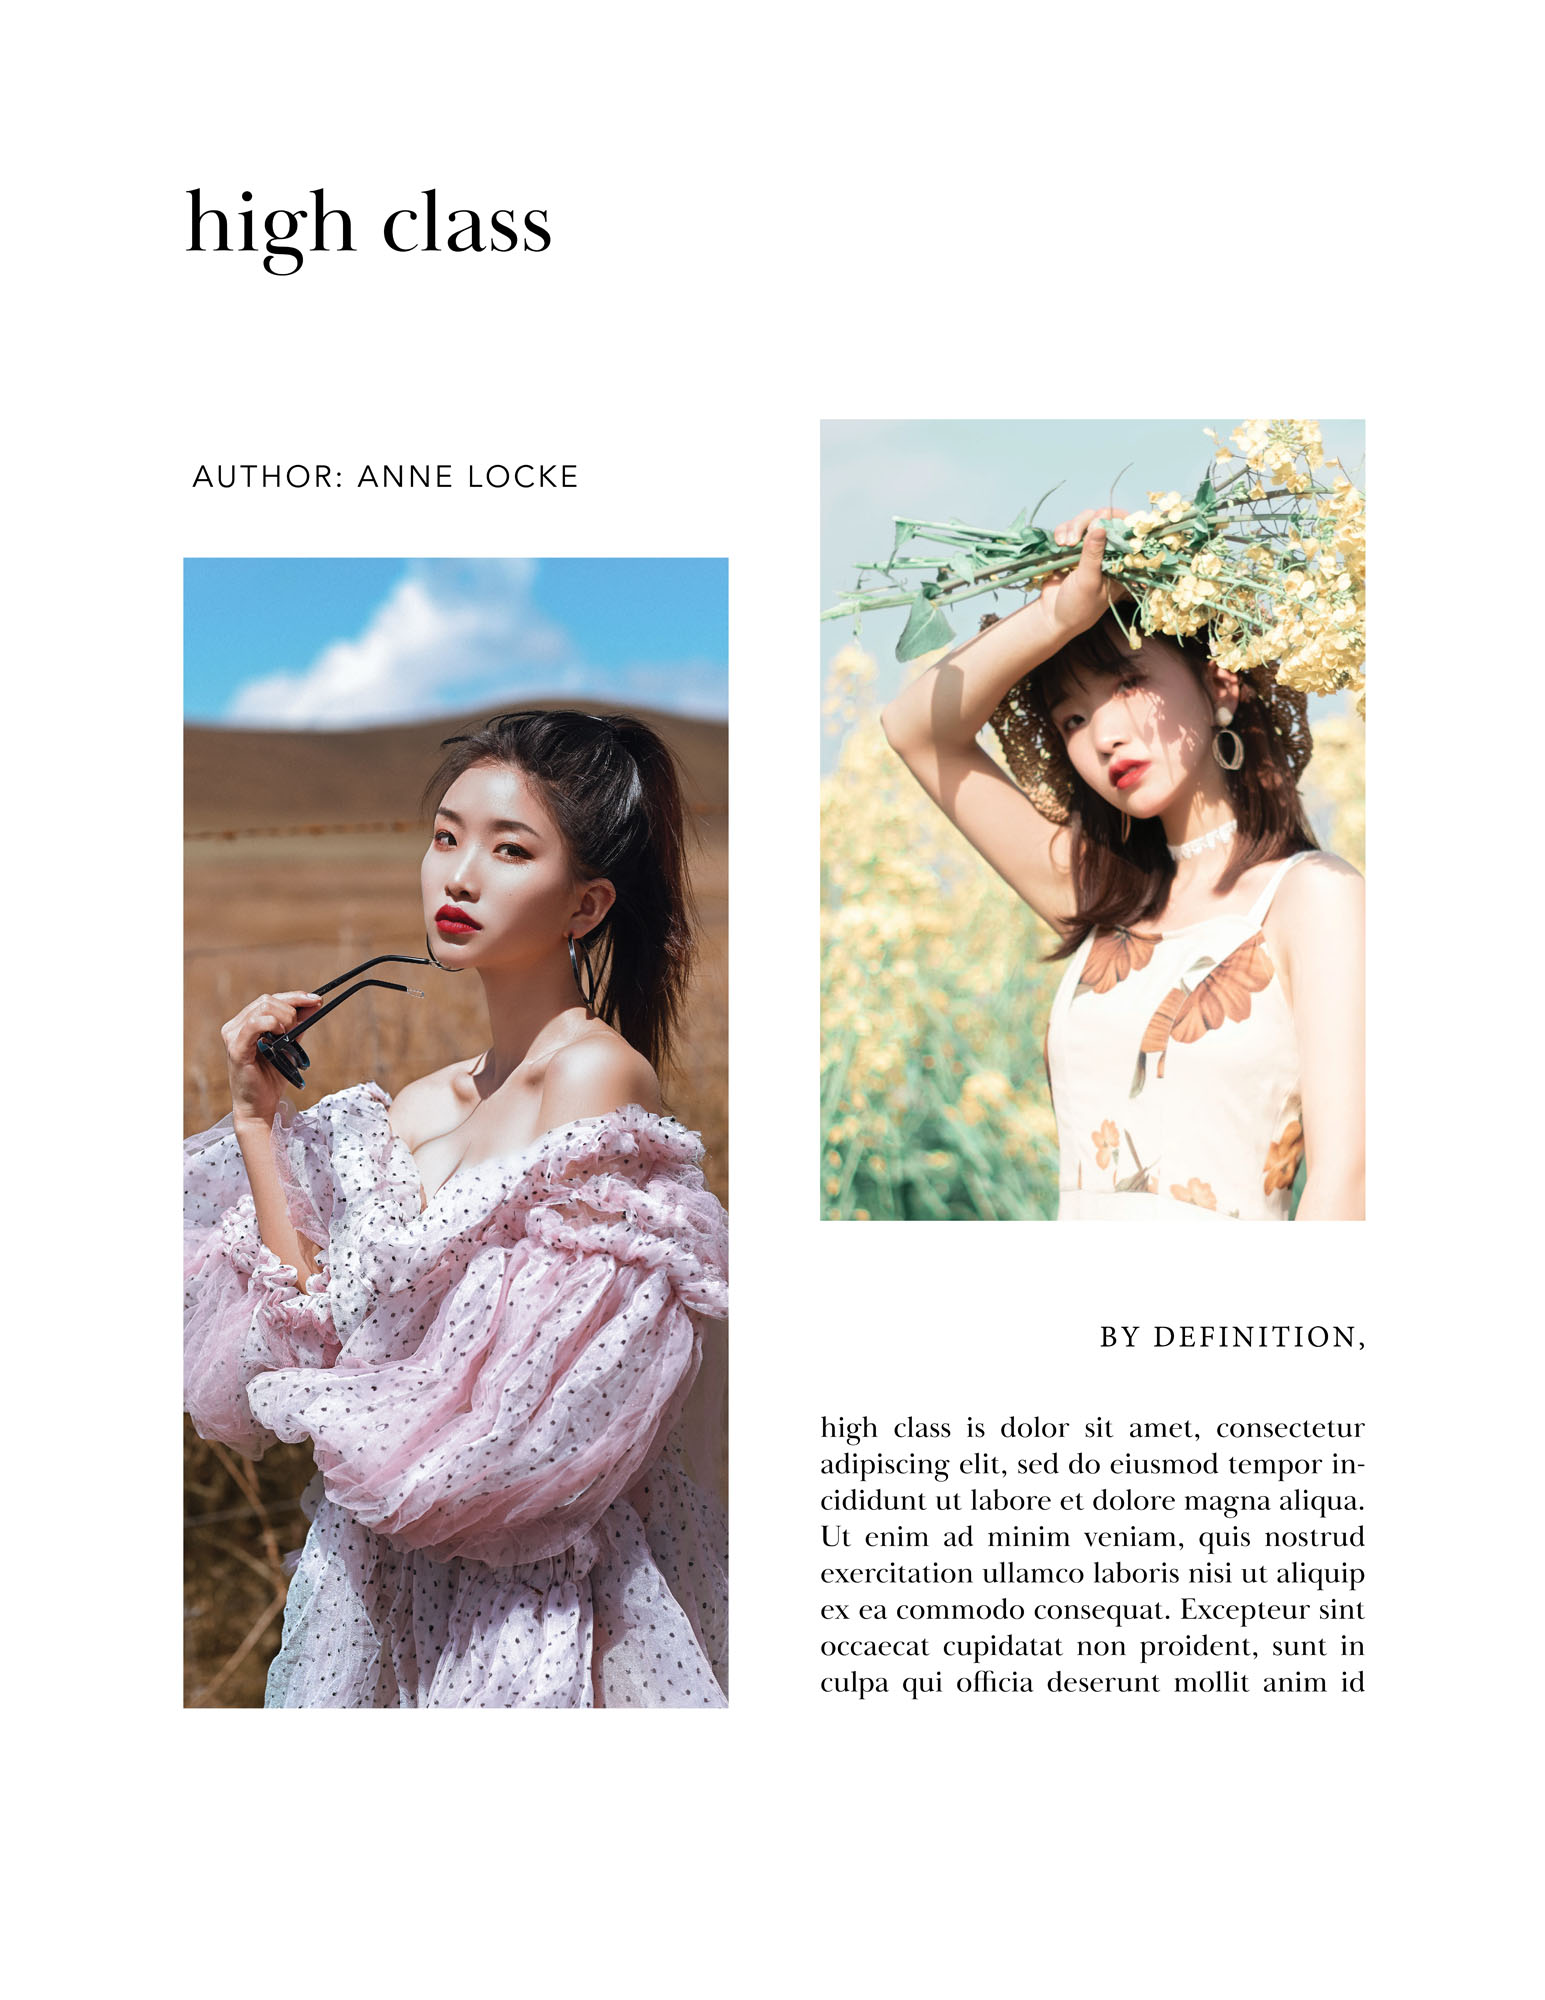 high class
AUTHOR: ANNE LOCKE
BY DEFINITION,
high class is dolor sit amet, consectetur
adipiscing elit, sed do eiusmod tempor in-
cididunt ut labore et dolore magna aliqua.
Ut enim ad minim veniam, quis nostrud
exercitation ullamco laboris nisi ut aliquip
ex ea commodo consequat. Excepteur sint
occaecat cupidatat non proident, sunt in
culpa qui officia deserunt mollit anim id